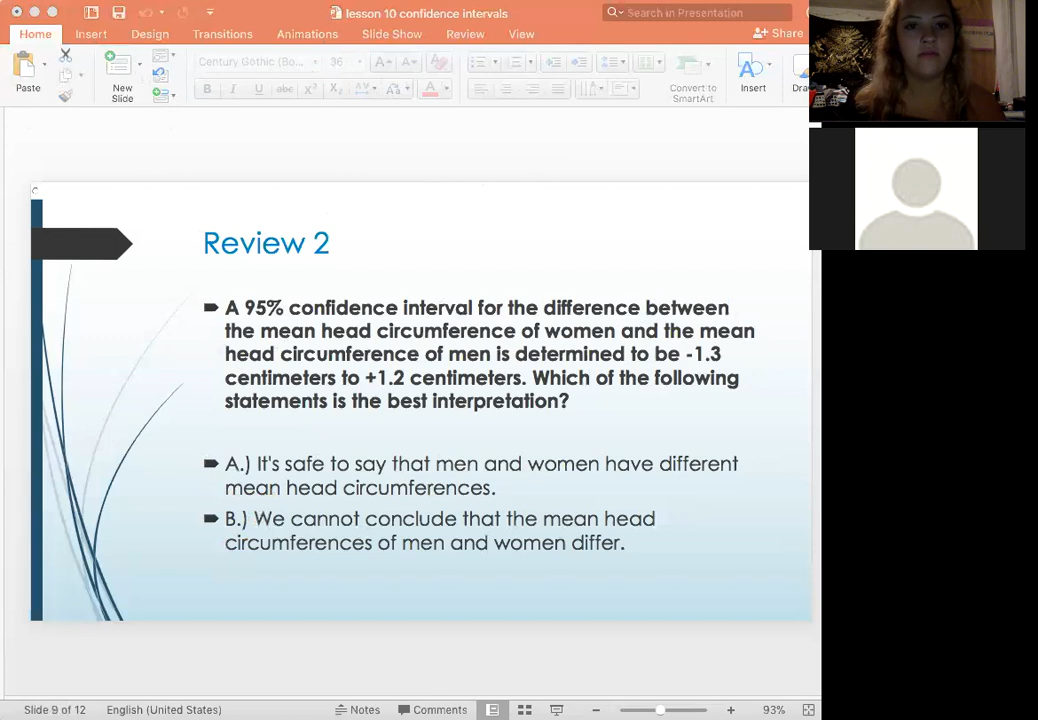 lesson 10 confidence intervals
Search in Presentation
Home Insert Design Transitions Animations Slide Show Review View Share
Century Gothic (Bo... 36
Paste New Slide Convert to SmartArt Insert
Review 2
A 95% confidence interval for the difference between
the mean head circumference of women and the mean
head circumference of men is determined to be -1.3
centimeters to +1.2 centimeters. Which of the following
statements is the best interpretation?
A.) It's safe to say that men and women have different
mean head circumferences.
B.) We cannot conclude that the mean head
circumferences of men and women differ.
Slide 9 of 12 English (United States) Notes Comments 93%